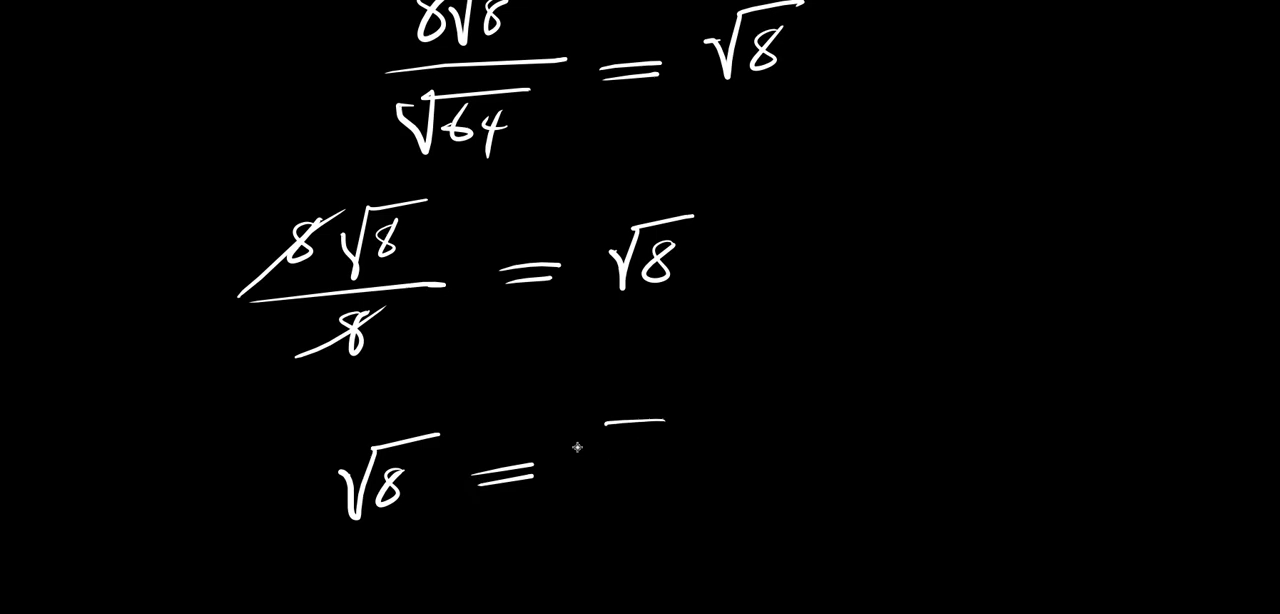 8√8/√64 = √8
8√8/8 = √8
√8 =